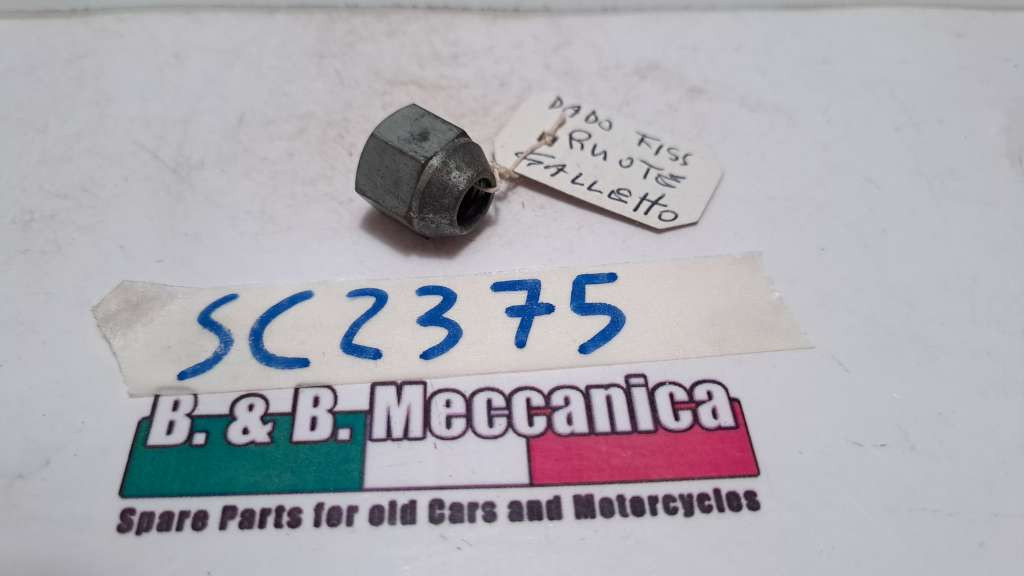 DADO FISS
RUOTE
GALLETTO
SC2375
B. & B. Meccanica
Spare Parts for old Cars and Motorcycles